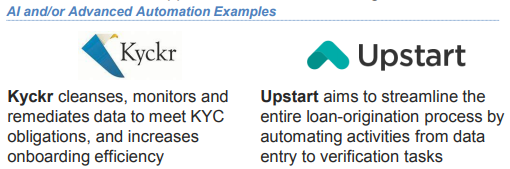 AI and/or Advanced Automation Examples
Kyckr
Upstart
Kyckr cleanses, monitors and
remediates data to meet KYC
obligations, and increases
onboarding efficiency
Upstart aims to streamline the
entire loan-origination process by
automating activities from data
entry to verification tasks